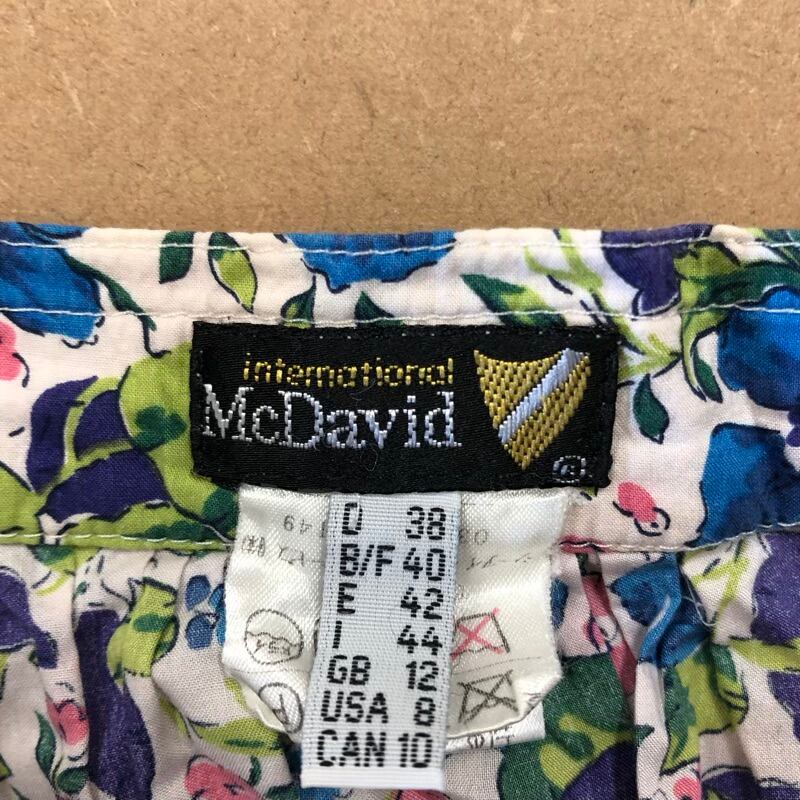 international
McDavid
®
D 38
B/F 40
E 42
I 44
GB 12
USA 8
CAN 10